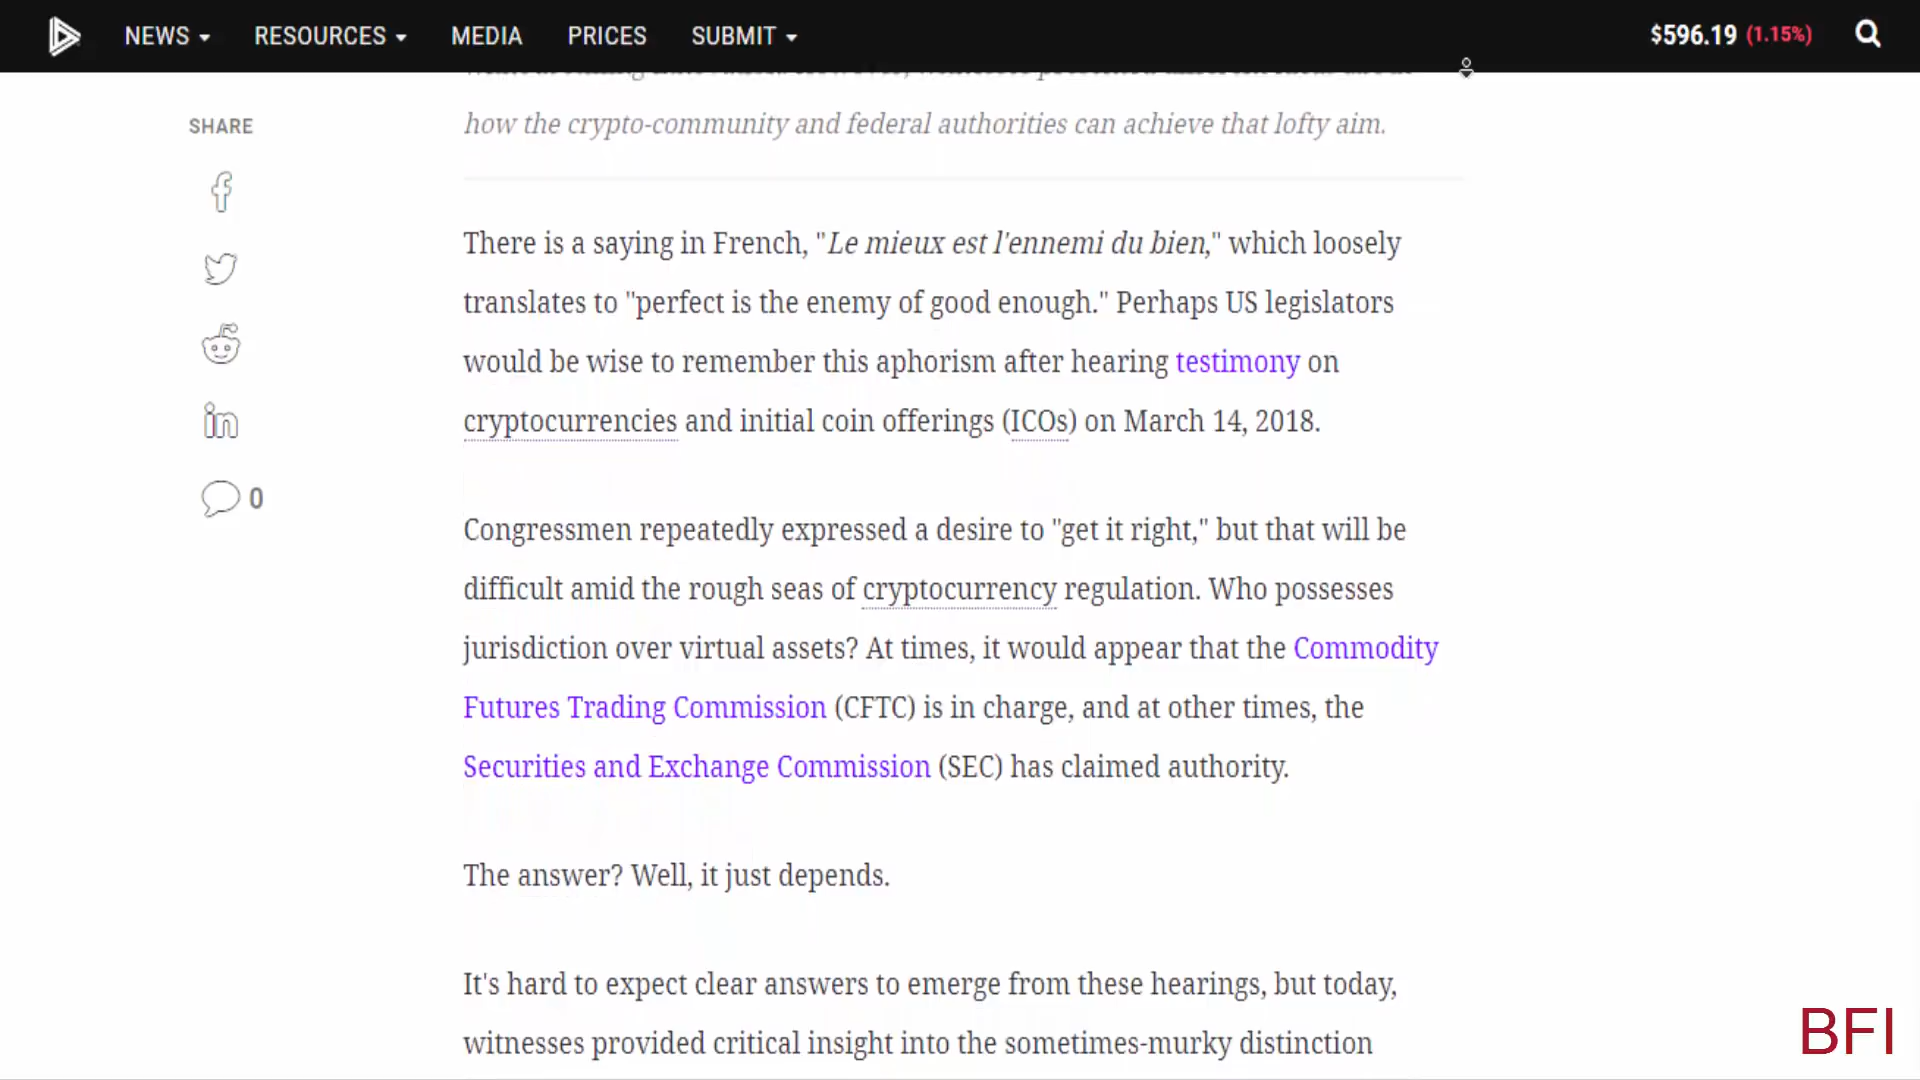 NEWS RESOURCES MEDIA PRICES SUBMIT $596.19 (1.15%)
SHARE
how the crypto-community and federal authorities can achieve that lofty aim.
There is a saying in French, "Le mieux est l'ennemi du bien," which loosely
translates to "perfect is the enemy of good enough." Perhaps US legislators
would be wise to remember this aphorism after hearing testimony on
cryptocurrencies and initial coin offerings (ICOs) on March 14, 2018.
0
Congressmen repeatedly expressed a desire to "get it right," but that will be
difficult amid the rough seas of cryptocurrency regulation. Who possesses
jurisdiction over virtual assets? At times, it would appear that the Commodity
Futures Trading Commission (CFTC) is in charge, and at other times, the
Securities and Exchange Commission (SEC) has claimed authority.
The answer? Well, it just depends.
It's hard to expect clear answers to emerge from these hearings, but today,
witnesses provided critical insight into the sometimes-murky distinction
BFI